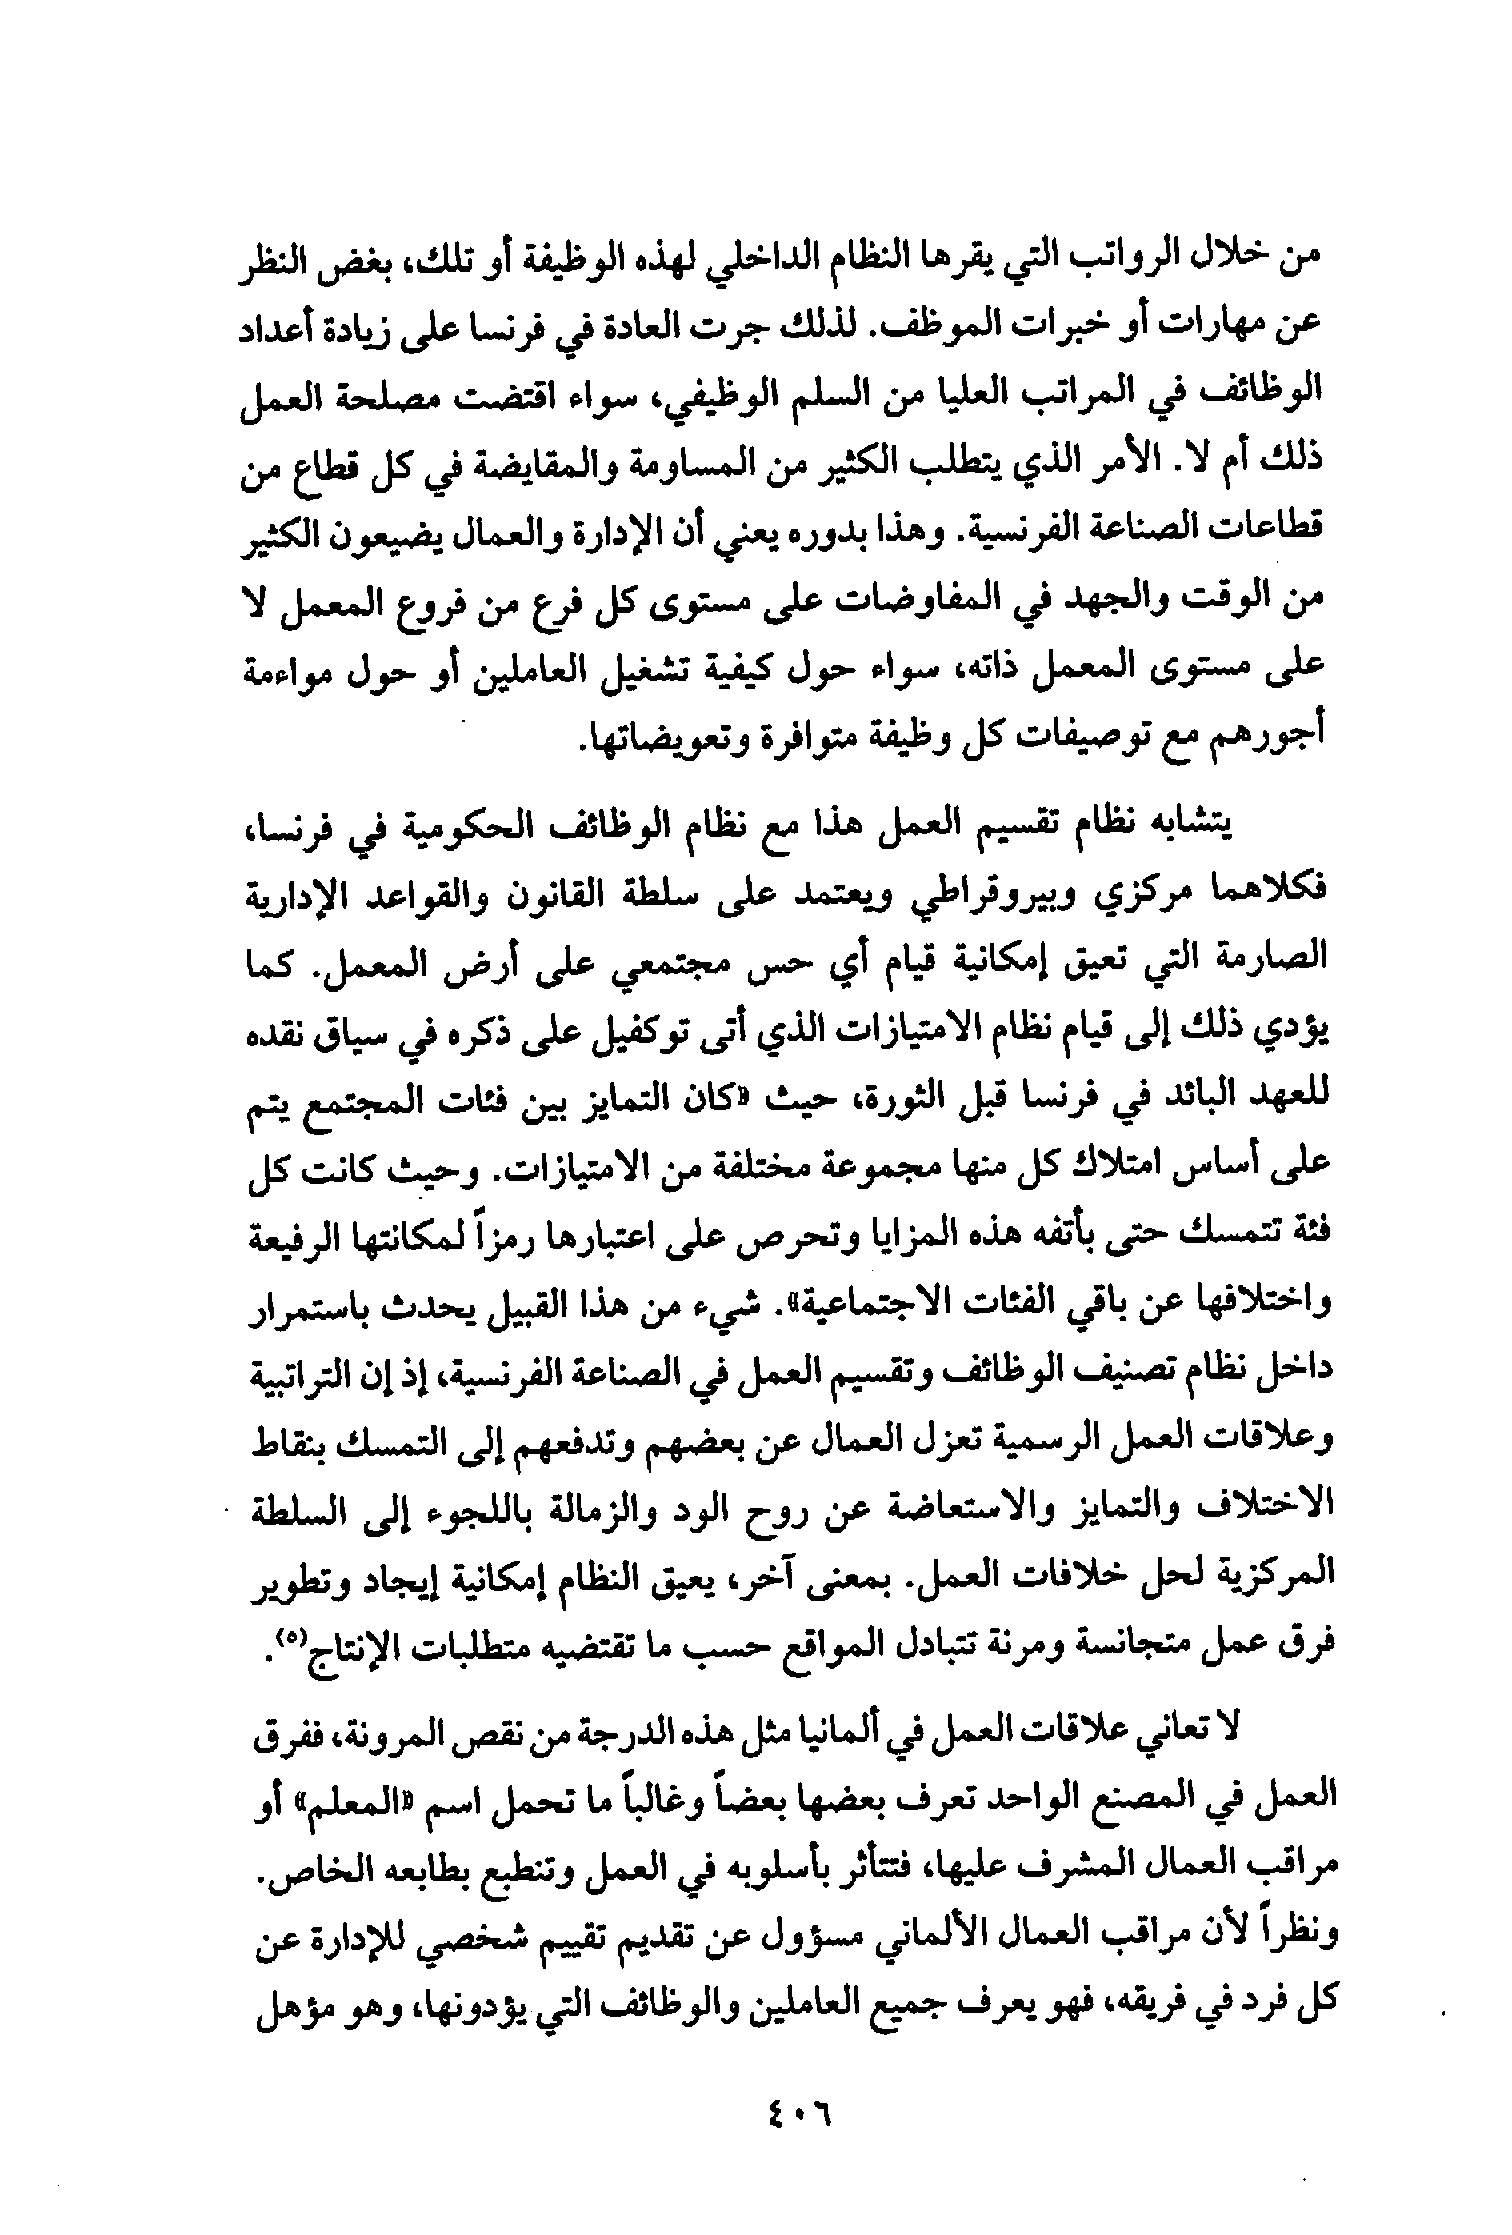 من خلال الرواتب التي يقرها النظام الداخلي لهذه الوظيفة أو تلك، بغض النظر
عن مهارات أو خبرات الموظف. لذلك جرت العادة في فرنسا على زيادة أعداد
الوظائف في المراتب العليا من السلم الوظيفي، سواء اقتضت مصلحة العمل
ذلك أم لا. الأمر الذي يتطلب الكثير من المساومة والمقايضة في كل قطاع من
قطاعات الصناعة الفرنسية. وهذا بدوره يعني أن الإدارة والعمال يضيعون الكثير
من الوقت والجهد في المفاوضات على مستوى كل فرع من فروع المعمل لا
على مستوى المعمل ذاته، سواء حول كيفية تشغيل العاملين أو حول مواءمة
أجورهم مع توصيفات كل وظيفة متوافرة وتعويضاتها.
يتشابه نظام تقسيم العمل هذا مع نظام الوظائف الحكومية في فرنسا،
فكلاهما مركزي وبيروقراطي ويعتمد على سلطة القانون والقواعد الإدارية
الصارمة التي تعيق إمكانية قيام أي حس مجتمعي على أرض المعمل. كما
يؤدي ذلك إلى قيام نظام الامتيازات الذي أتى توكفيل على ذكره في سياق نقده
للعهد البائد في فرنسا قبل الثورة، حيث «كان التمايز بين فئات المجتمع يتم
على أساس امتلاك كل منها مجموعة مختلفة من الامتيازات. وحيث كانت كل
فئة تتمسك حتى بأتفه هذه المزايا وتحرص على اعتبارها رمزاً لمكانتها الرفيعة
واختلافها عن باقي الفئات الاجتماعية». شيء من هذا القبيل يحدث باستمرار
داخل نظام تصنيف الوظائف وتقسيم العمل في الصناعة الفرنسية، إذ إن التراتبية
وعلاقات العمل الرسمية تعزل العمال عن بعضهم وتدفعهم إلى التمسك بنقاط
الاختلاف والتمايز والاستعاضة عن روح الود والزمالة باللجوء إلى السلطة
المركزية لحل خلافات العمل. بمعنى آخر، يعيق النظام إمكانية إيجاد وتطوير
فرق عمل متجانسة ومرنة تتبادل المواقع حسب ما تقتضيه متطلبات الإنتاج(٥).
لا تعاني علاقات العمل في ألمانيا مثل هذه الدرجة من نقص المرونة، ففرق
العمل في المصنع الواحد تعرف بعضها بعضاً وغالباً ما تحمل اسم «المعلم» أو
مراقب العمال المشرف عليها، فتتأثر بأسلوبه في العمل وتنطبع بطابعه الخاص.
ونظراً لأن مراقب العمال الألماني مسؤول عن تقديم تقييم شخصي للإدارة عن
كل فرد في فريقه، فهو يعرف جميع العاملين والوظائف التي يؤدونها، وهو مؤهل
٤٠٦